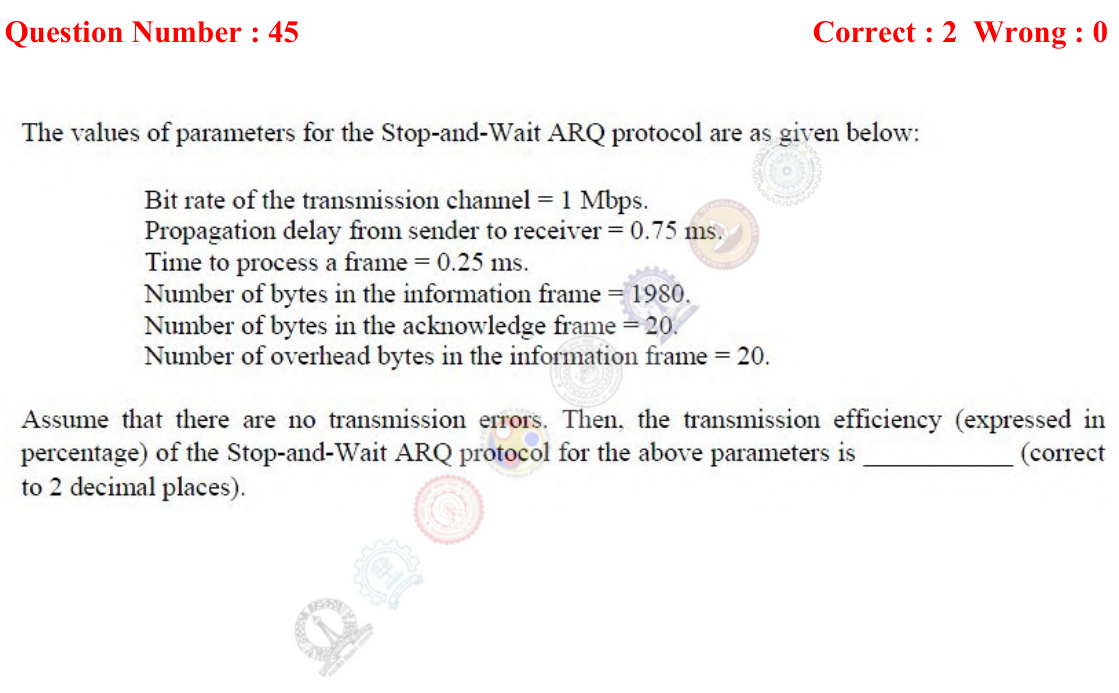 Question Number : 45 Correct : 2 Wrong : 0
The values of parameters for the Stop-and-Wait ARQ protocol are as given below:
Bit rate of the transmission channel = 1 Mbps.
Propagation delay from sender to receiver = 0.75 ms.
Time to process a frame = 0.25 ms.
Number of bytes in the information frame = 1980.
Number of bytes in the acknowledge frame = 20.
Number of overhead bytes in the information frame = 20.
Assume that there are no transmission errors. Then, the transmission efficiency (expressed in
percentage) of the Stop-and-Wait ARQ protocol for the above parameters is ____________ (correct
to 2 decimal places).